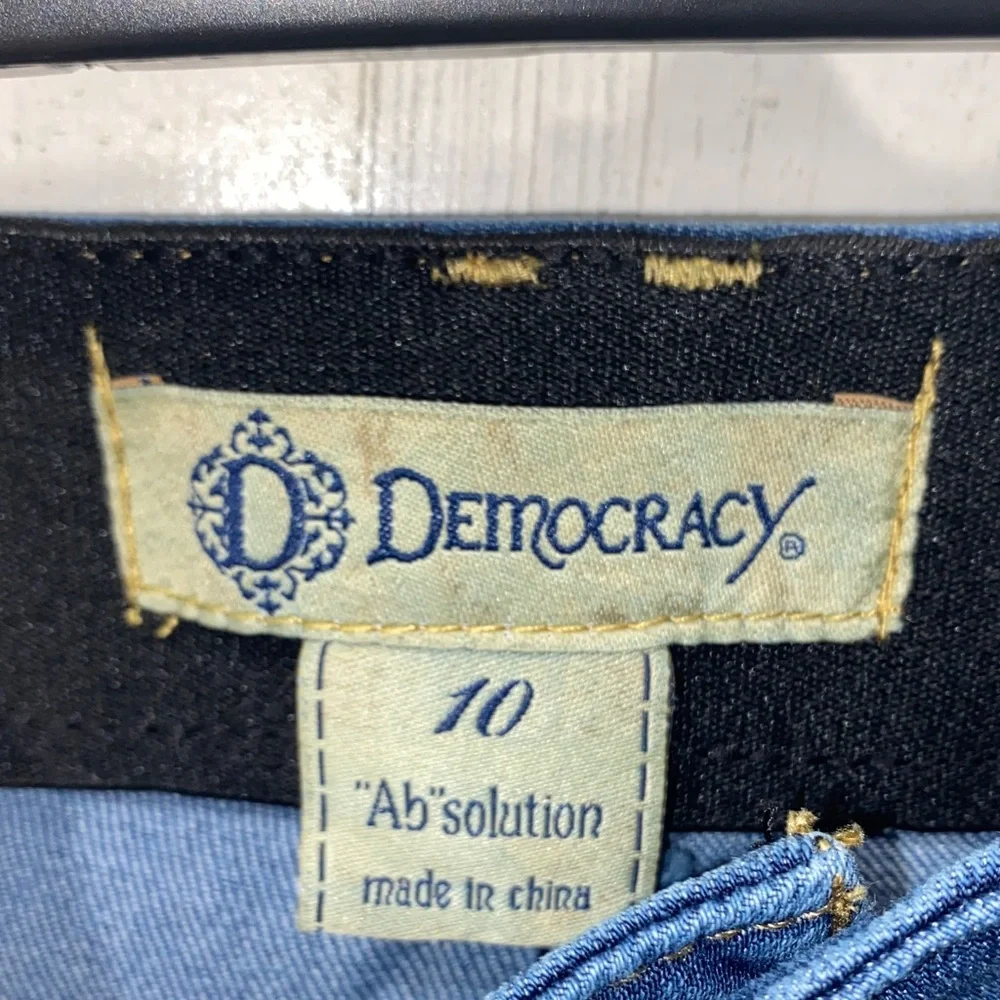 D DEMOCRACY®
10
"Ab"solution
made in china